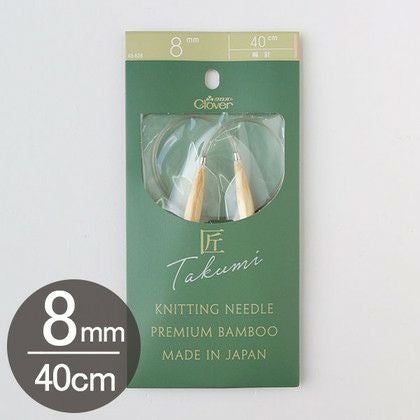 8mm
40cm
輪針
Clover
匠
Takumi
KNITTING NEEDLE
PREMIUM BAMBOO
MADE IN JAPAN
8mm
40cm